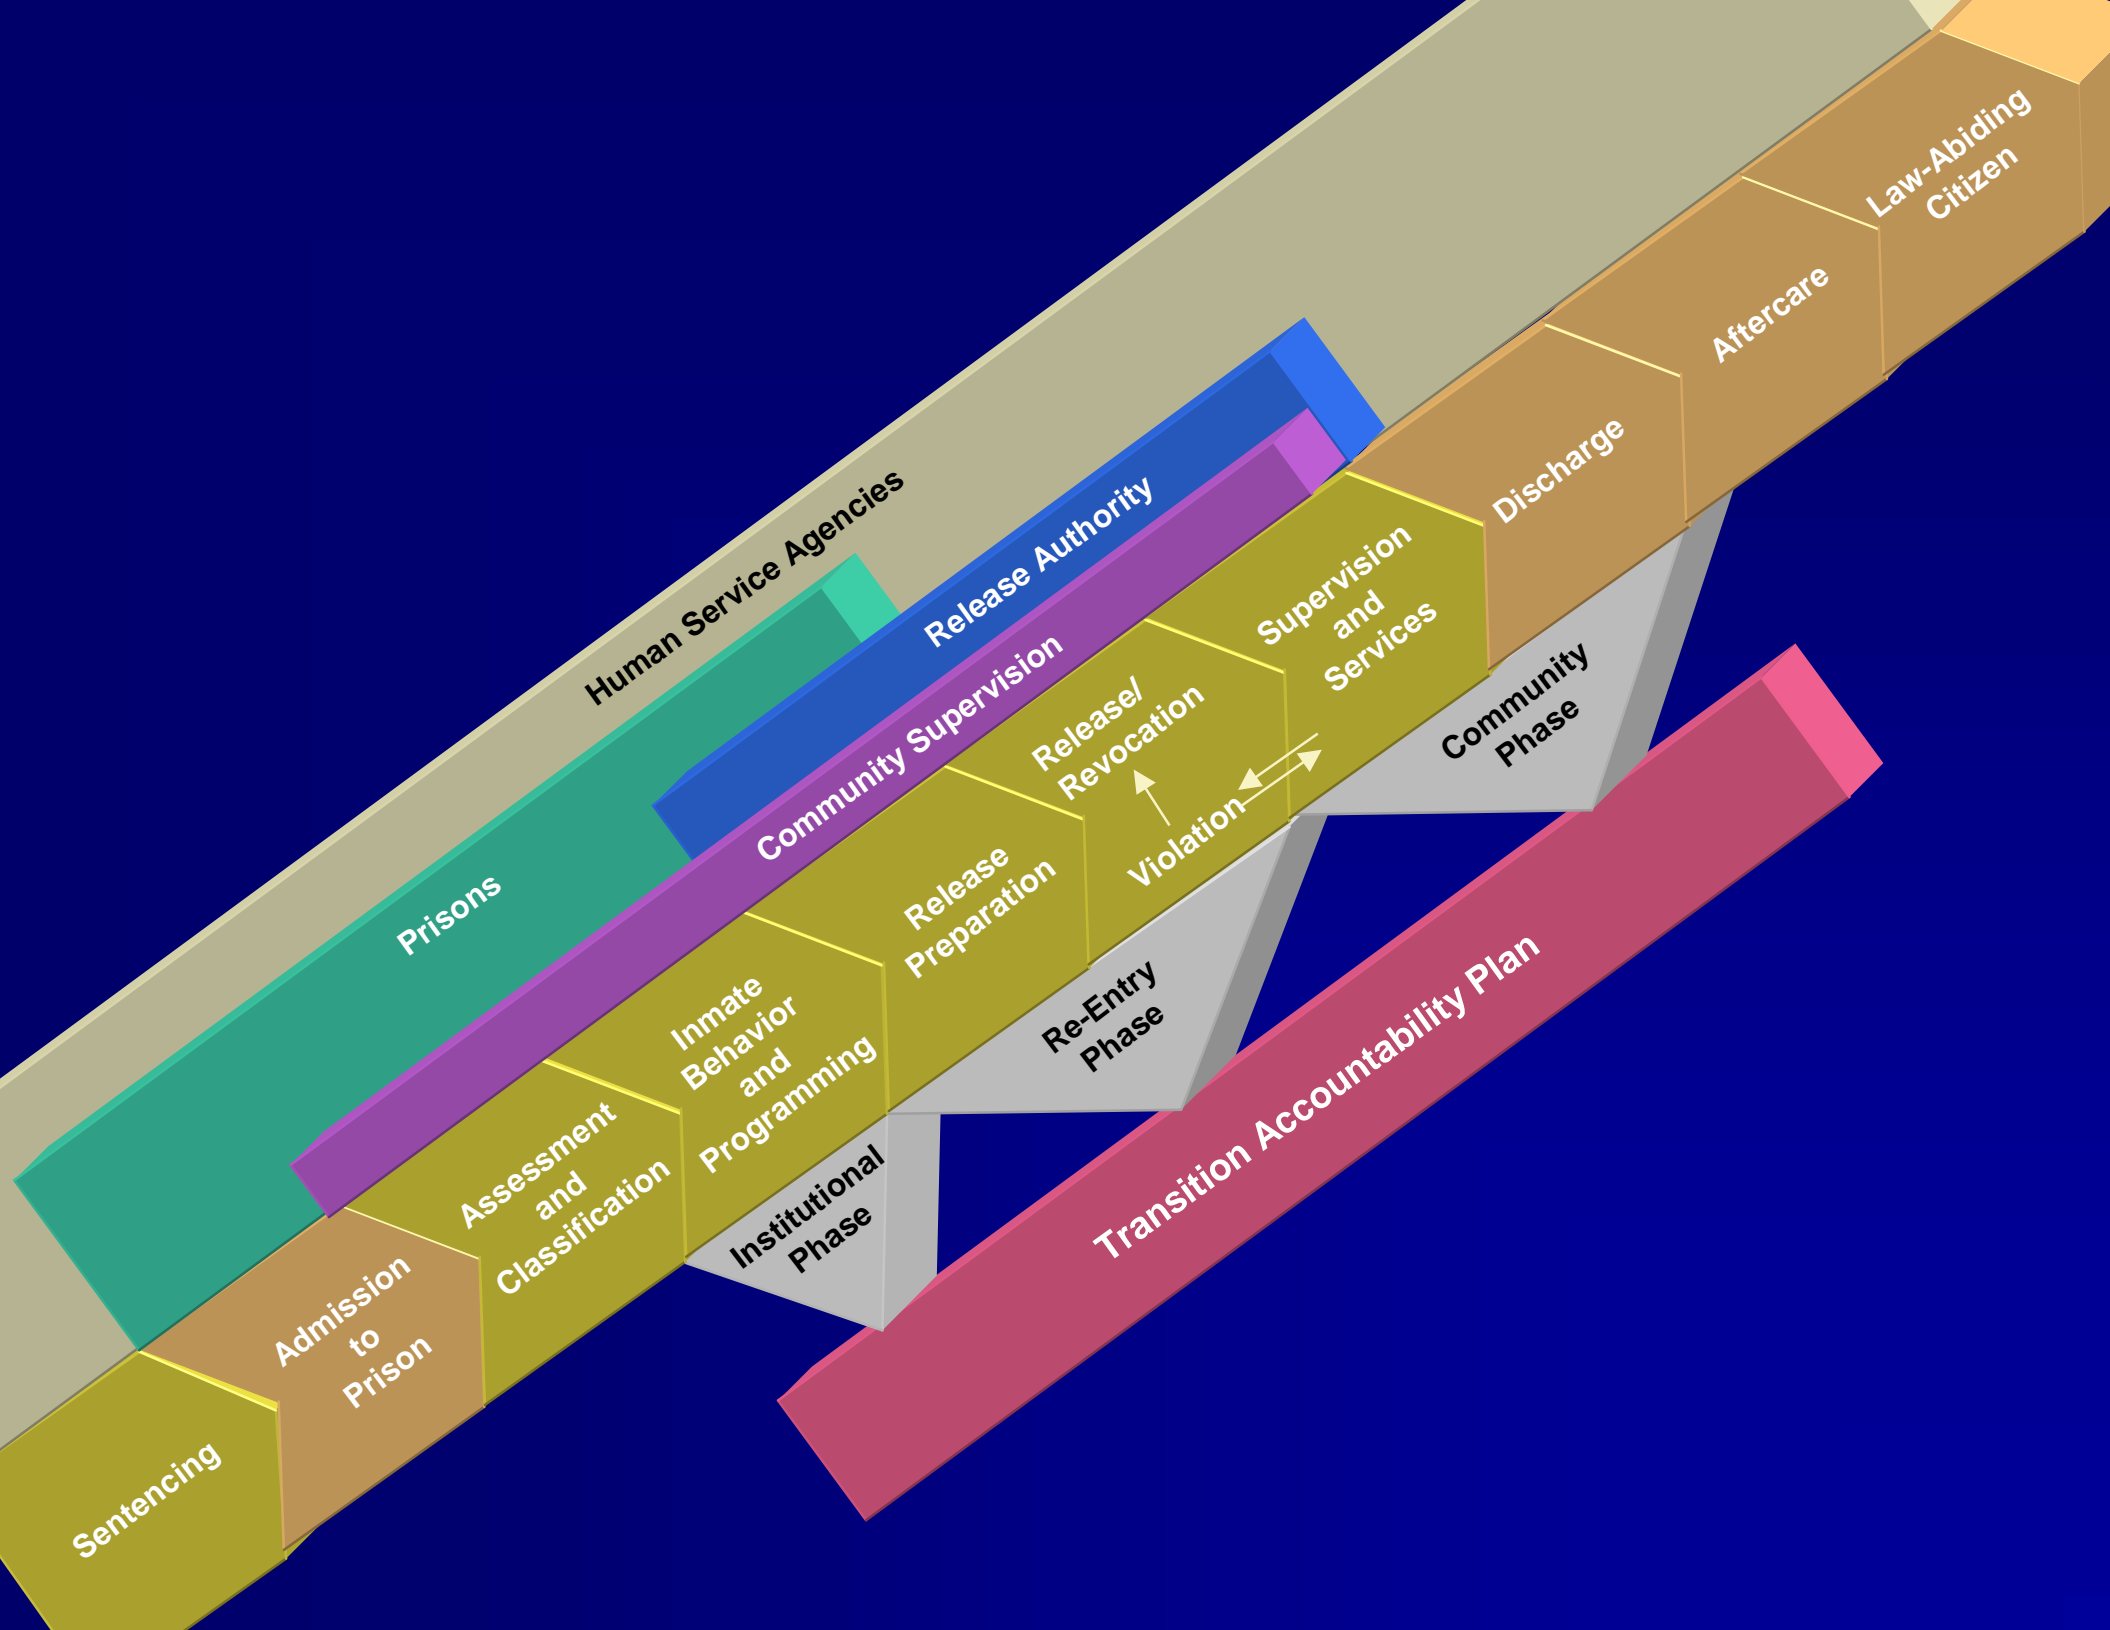 Human Service Agencies
Prisons
Release Authority
Community Supervision
Sentencing
Admission
to
Prison
Assessment
and
Classification
Inmate
Behavior
and
Programming
Release
Preparation
Release/
Revocation
Violation
Supervision
and
Services
Discharge
Aftercare
Law-Abiding
Citizen
Institutional
Phase
Re-Entry
Phase
Community
Phase
Transition Accountability Plan